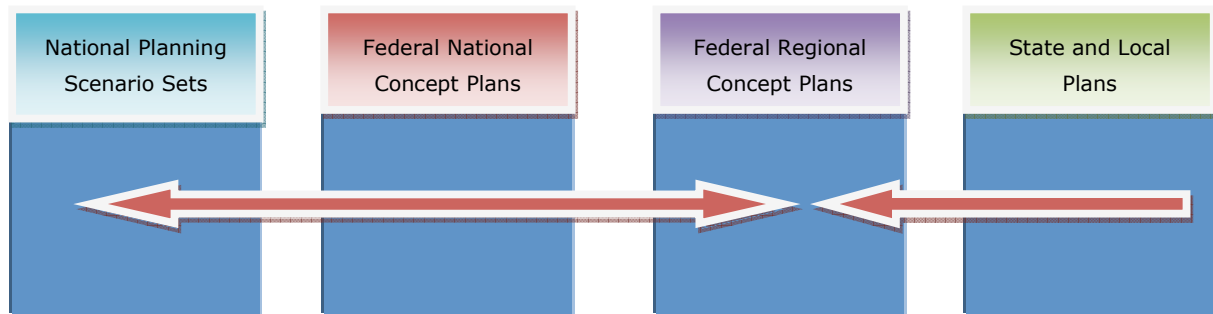 National Planning
Scenario Sets
Federal National
Concept Plans
Federal Regional
Concept Plans
State and Local
Plans